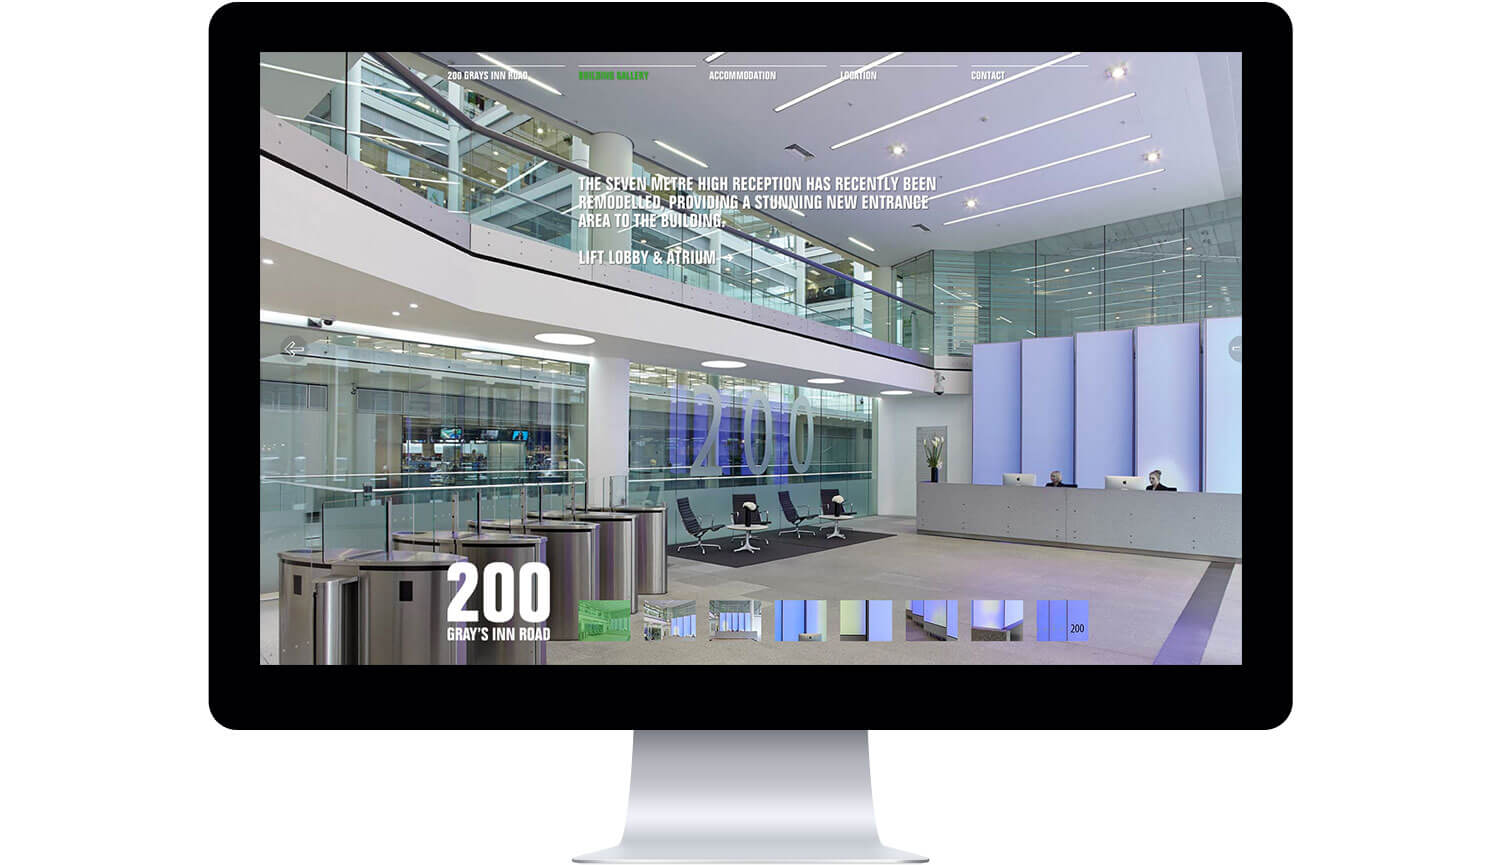 200 GRAYS INN ROAD
BUILDING GALLERY
ACCOMMODATION
LOCATION
CONTACT
THE SEVEN METRE HIGH RECEPTION HAS RECENTLY BEEN
REMODELLED, PROVIDING A STUNNING NEW ENTRANCE
AREA TO THE BUILDING.
LIFT LOBBY & ATRIUM →
200
200
GRAY'S INN ROAD
200